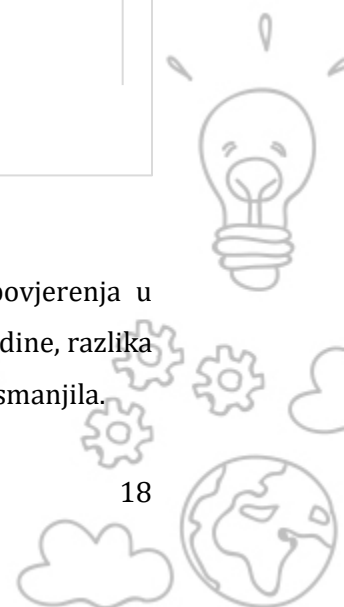 povjerenja u
dine, razlika
smanjila.
18